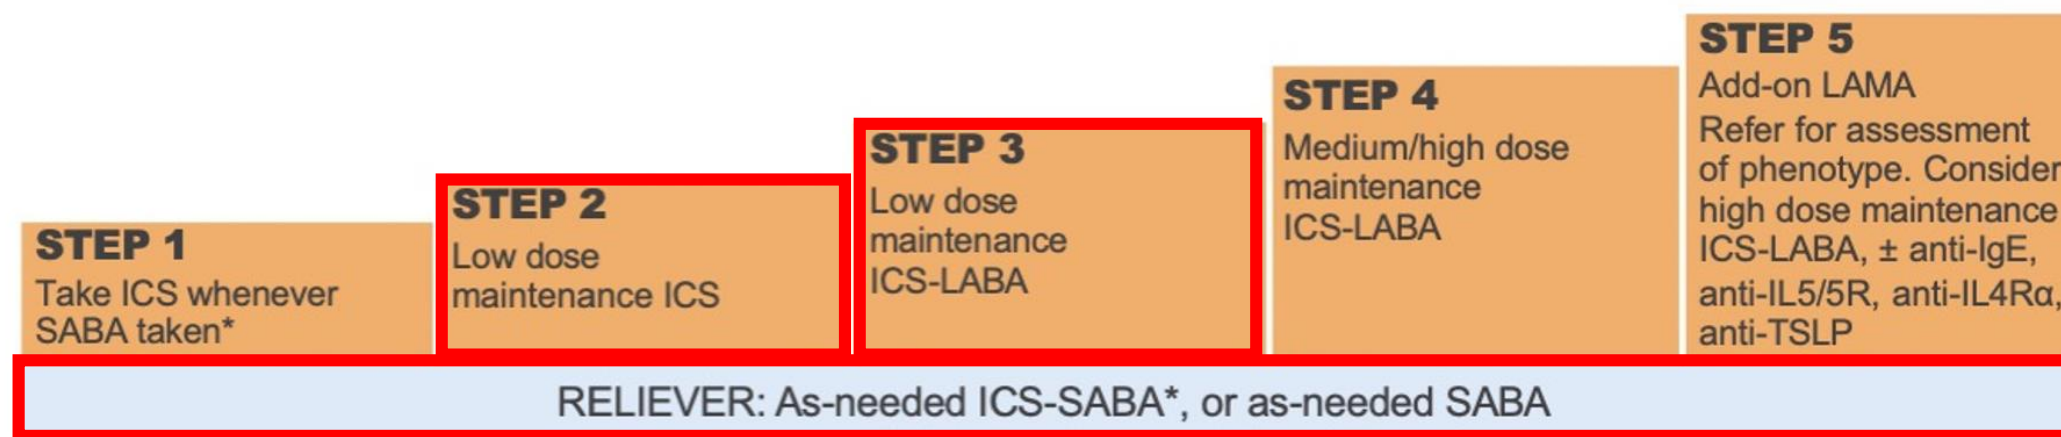 STEP 1
Take ICS whenever
SABA taken*
STEP 2
Low dose
maintenance ICS
STEP 3
Low dose
maintenance
ICS-LABA
STEP 4
Medium/high dose
maintenance
ICS-LABA
STEP 5
Add-on LAMA
Refer for assessment
of phenotype. Consider
high dose maintenance
ICS-LABA, ± anti-IgE,
anti-IL5/5R, anti-IL4Rα,
anti-TSLP
RELIEVER: As-needed ICS-SABA*, or as-needed SABA